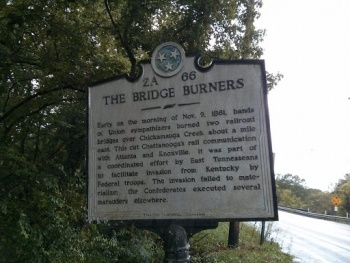 2A 66
THE BRIDGE BURNERS
Early on the morning of Nov. 9, 1861, bands
of Union sympathizers burned two railroad
bridges over Chickamauga Creek about a mile
east. This cut Chattanooga's rail communication
with Atlanta and Knoxville. It was part of
a coordinated effort by East Tennesseans
to facilitate invasion from Kentucky by
Federal troops. The invasion failed to mate-
rialize; the Confederates executed several
marauders elsewhere.